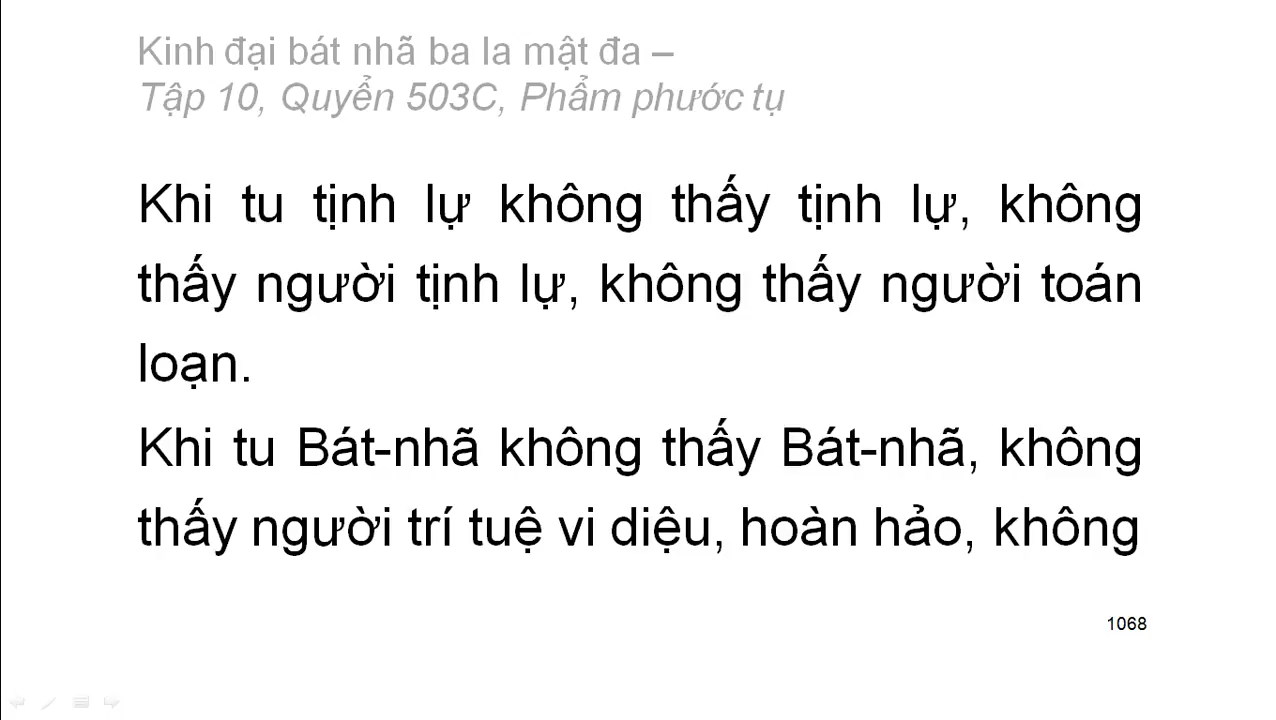 Kinh đại bát nhã ba la mật đa –
Tập 10, Quyển 503C, Phẩm phước tụ
Khi tu tịnh lự không thấy tịnh lự, không
thấy người tịnh lự, không thấy người toán
loạn.
Khi tu Bát-nhã không thấy Bát-nhã, không
thấy người trí tuệ vi diệu, hoàn hảo, không
1068